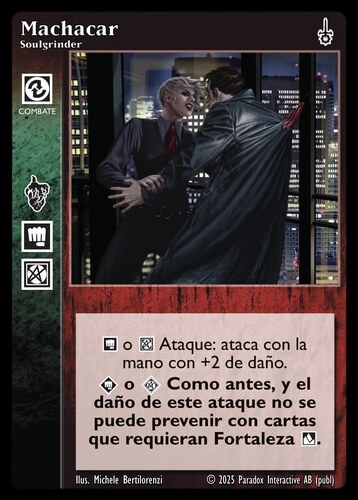 Machacar
Soulgrinder
COMBATE
o Ataque: ataca con la
mano con +2 de daño.
o Como antes, y el
daño de este ataque no se
puede prevenir con cartas
que requieran Fortaleza .
Ilus. Michele Bertilorenzi © 2025 Paradox Interactive AB (publ)